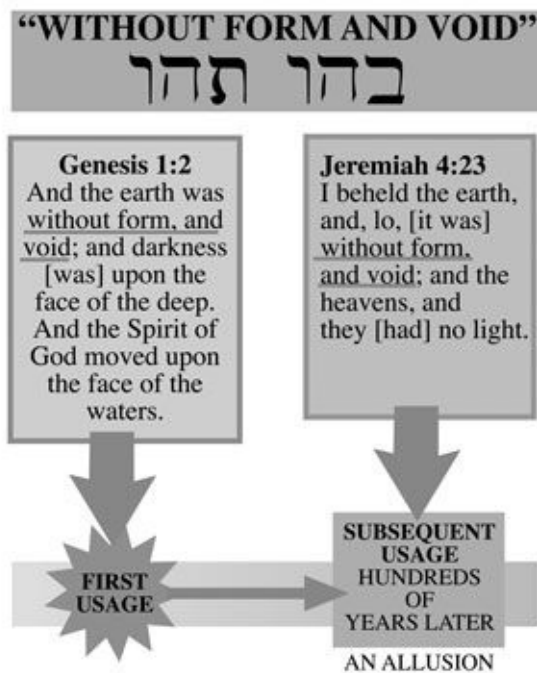 “WITHOUT FORM AND VOID”
בהו תהו
Genesis 1:2
And the earth was
without form, and
void; and darkness
[was] upon the
face of the deep.
And the Spirit of
God moved upon
the face of the
waters.
Jeremiah 4:23
I beheld the earth,
and, lo, [it was]
without form,
and void; and the
heavens, and
they [had] no light.
FIRST
USAGE
SUBSEQUENT
USAGE
HUNDREDS
OF
YEARS LATER
AN ALLUSION